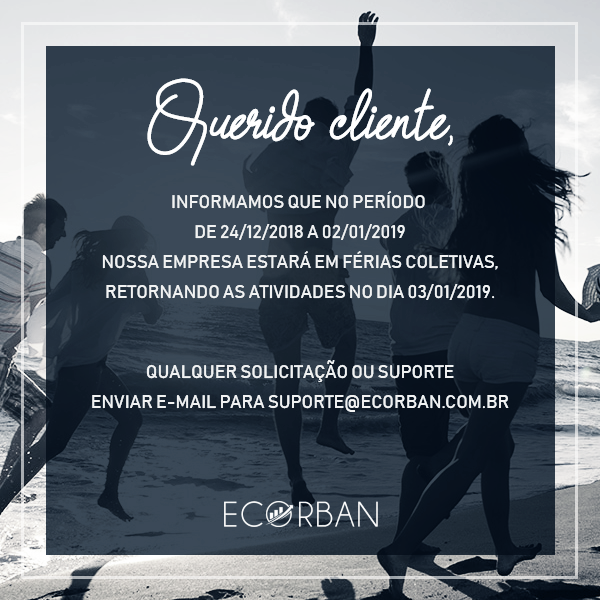 Querido cliente,
INFORMAMOS QUE NO PERÍODO
DE 24/12/2018 A 02/01/2019
NOSSA EMPRESA ESTARÁ EM FÉRIAS COLETIVAS,
RETORNANDO AS ATIVIDADES NO DIA 03/01/2019.
QUALQUER SOLICITAÇÃO OU SUPORTE
ENVIAR E-MAIL PARA SUPORTE@ECORBAN.COM.BR
ECORBAN